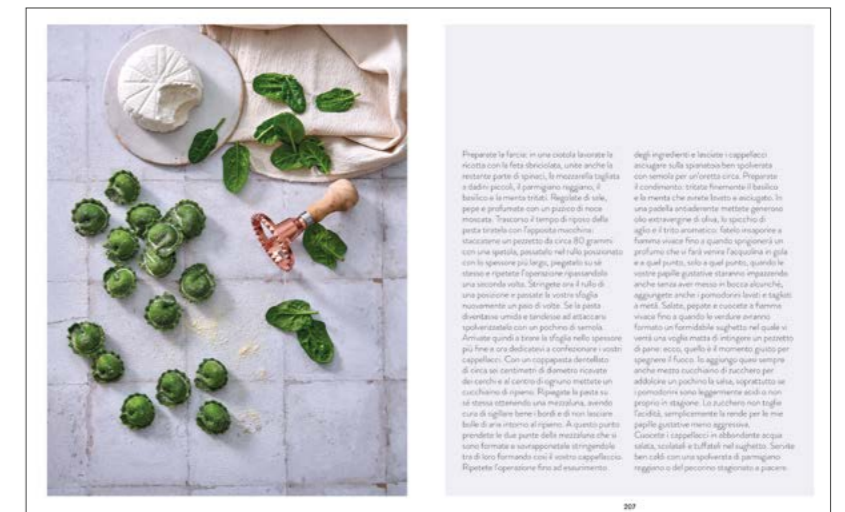 Preparate la farcia: in una ciotola lavorate la
ricotta con la feta sbriciolata, unite anche la
restante parte di spinaci, la mozzarella tagliata
a dadini piccoli, il parmigiano reggiano, il
basilico e la menta tritati. Regolate di sale,
pepe e profumate con un pizzico di noce
moscata. Trascorso il tempo di riposo della
pasta tiratela con l'apposita macchina:
staccatene un pezzetto da circa 80 grammi
con una spatola, passatelo nel rullo posizionato
con lo spessore più largo, piegatelo su sé
stesso e ripetete l'operazione ripassandolo
una seconda volta. Stringete ora il rullo di
una posizione e passate la vostra sfoglia
nuovamente un paio di volte. Se la pasta
diventasse umida e tendesse ad attaccarsi
spolverizzatela con un pochino di semola.
Arrivate quindi a tirare la sfoglia nello spessore
più fine e ora dedicatevi a confezionare i vostri
cappellacci. Con un coppapasta dentellato
di circa sei centimetri di diametro ricavate
dei cerchi e al centro di ognuno mettete un
cucchiaino di ripieno. Ripiegate la pasta su
sé stessa ottenendo una mezzaluna, avendo
cura di sigillare bene i bordi e di non lasciare
bolle di aria intorno al ripieno. A questo punto
prendete le due punte della mezzaluna che si
sono formate e sovrapponetele stringendole
tra di loro formando così il vostro cappellaccio.
Ripetete l'operazione fino ad esaurimento
degli ingredienti e lasciate i cappellacci
asciugare sulla spianatoia ben spolverata
con semola per un'oretta circa. Preparate
il condimento: tritate finemente il basilico
e la menta che avrete lavato e asciugato. In
una padella antiaderente mettete generoso
olio extravergine di oliva, lo spicchio di
aglio e il trito aromatico: fatelo insaporire a
fiamma vivace fino a quando sprigionerà un
profumo che vi farà venire l'acquolina in gola
e a quel punto, solo a quel punto, quando le
vostre papille gustative staranno impazzendo
anche senza aver messo in bocca alcunché,
aggiungete anche i pomodorini lavati e tagliati
a metà. Salate, pepate e cuocete a fiamma
vivace fino a quando le verdure avranno
formato un formidabile sughetto nel quale vi
verrà una voglia matta di intingere un pezzetto
di pane: ecco, quello è il momento giusto per
spegnere il fuoco. Io aggiungo quasi sempre
anche mezzo cucchiaino di zucchero per
addolcire un pochino la salsa, soprattutto se
i pomodorini sono leggermente acidi o non
proprio in stagione. Lo zucchero non toglie
l'acidità, semplicemente la rende per le mie
papille gustative meno aggressiva.
Cuocete i cappellacci in abbondante acqua
salata, scolateli e tuffateli nel sughetto. Servite
ben caldi con una spolverata di parmigiano
reggiano o del pecorino stagionato a piacere.
207